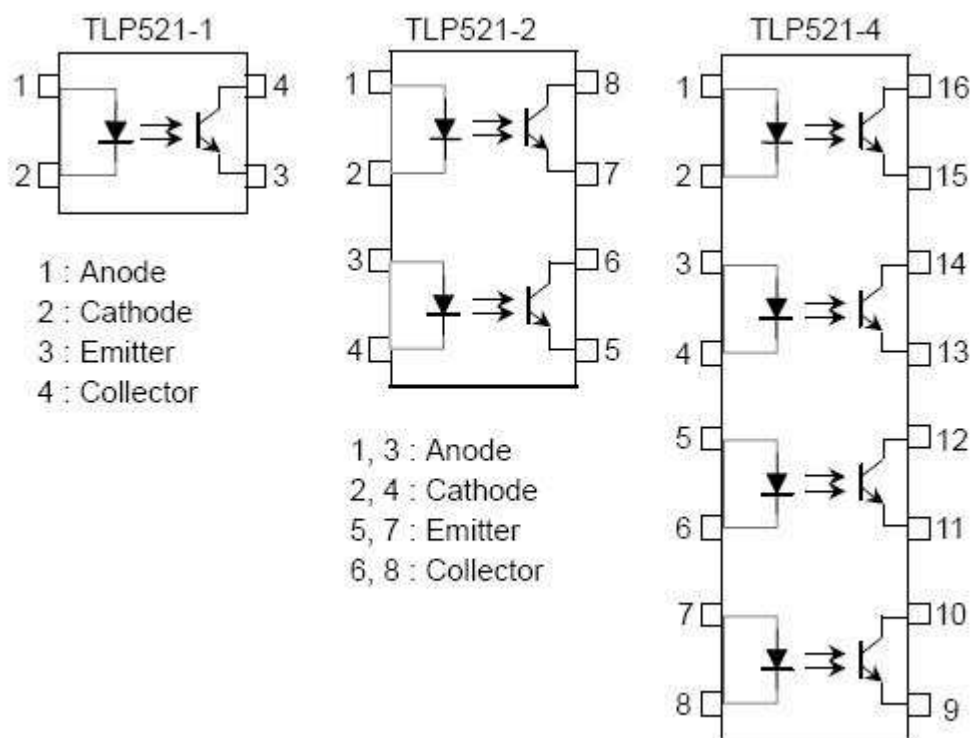 TLP521-1
1
4
2
3
1 : Anode
2 : Cathode
3 : Emitter
4 : Collector
TLP521-2
1
8
2
7
3
6
4
5
1, 3 : Anode
2, 4 : Cathode
5, 7 : Emitter
6, 8 : Collector
TLP521-4
1
16
2
15
3
14
4
13
5
12
6
11
7
10
8
9